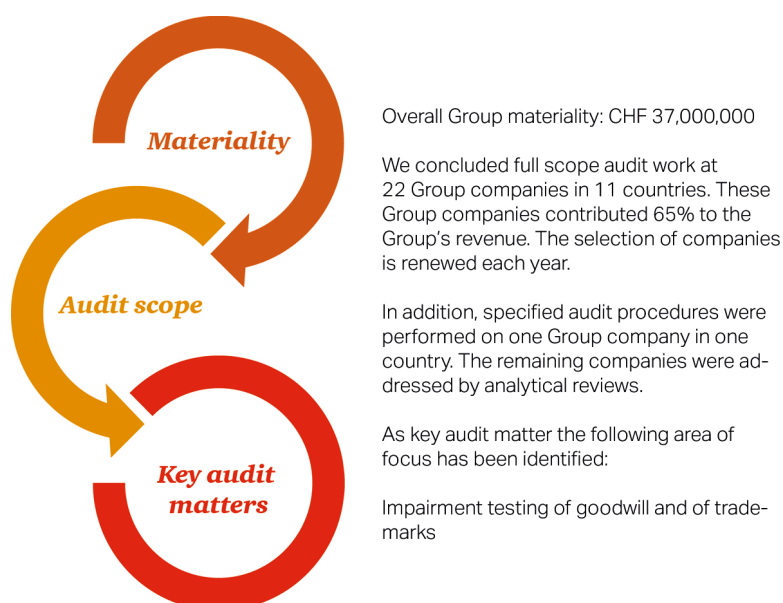 Materiality
Audit scope
Key audit
matters
Overall Group materiality: CHF 37,000,000
We concluded full scope audit work at
22 Group companies in 11 countries. These
Group companies contributed 65% to the
Group’s revenue. The selection of companies
is renewed each year.
In addition, specified audit procedures were
performed on one Group company in one
country. The remaining companies were ad-
dressed by analytical reviews.
As key audit matter the following area of
focus has been identified:
Impairment testing of goodwill and of trade-
marks